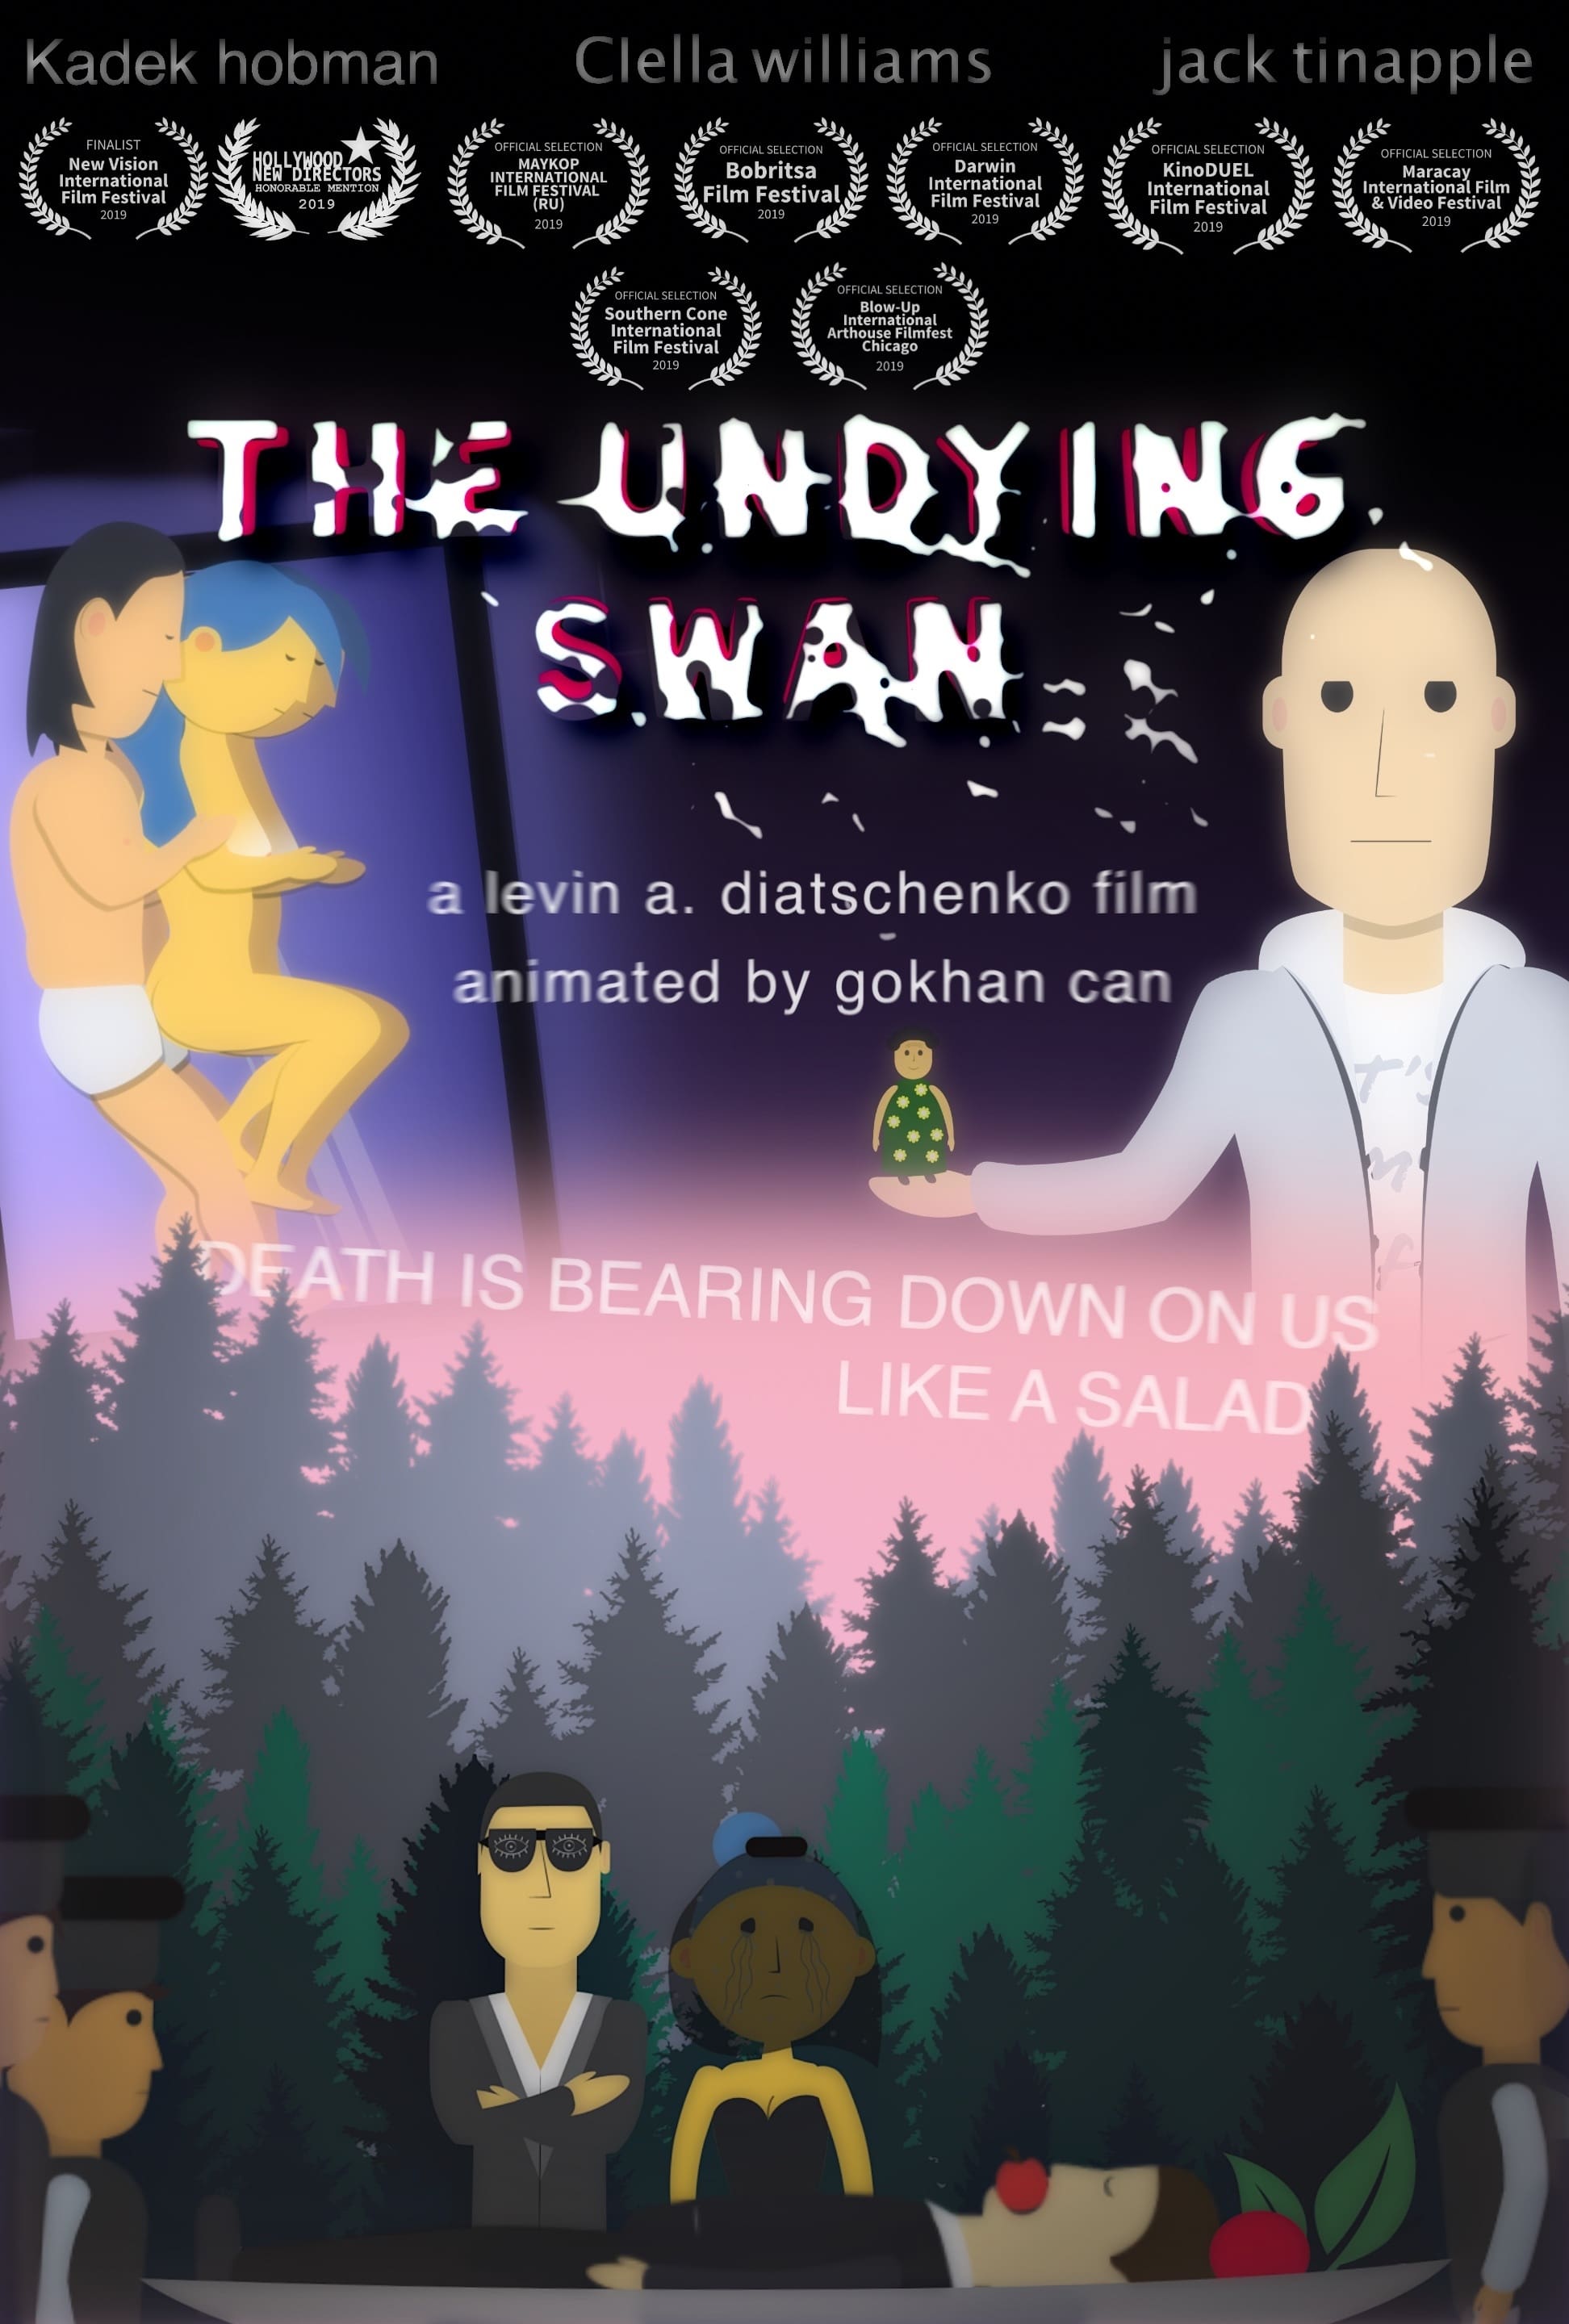 Kadek hobman
Clella williams
jack tinapple
FINALIST
New Vision
International
Film Festival
2019
HOLLYWOOD
NEW DIRECTORS
HONORABLE MENTION
2019
OFFICIAL SELECTION
MAYKOP
INTERNATIONAL
FILM FESTIVAL
(RU)
2019
OFFICIAL SELECTION
Bobritsa
Film Festival
2019
OFFICIAL SELECTION
Darwin
International
Film Festival
2019
OFFICIAL SELECTION
KinoDUEL
International
Film Festival
2019
OFFICIAL SELECTION
Maracay
International Film
& Video Festival
2019
OFFICIAL SELECTION
Southern Cone
International
Film Festival
2019
OFFICIAL SELECTION
Blow-Up
International
Arthouse Filmfest
Chicago
2019
THE UNDYING
SWAN
a levin a. diatschenko film
animated by gokhan can
DEATH IS BEARING DOWN ON US
LIKE A SALAD